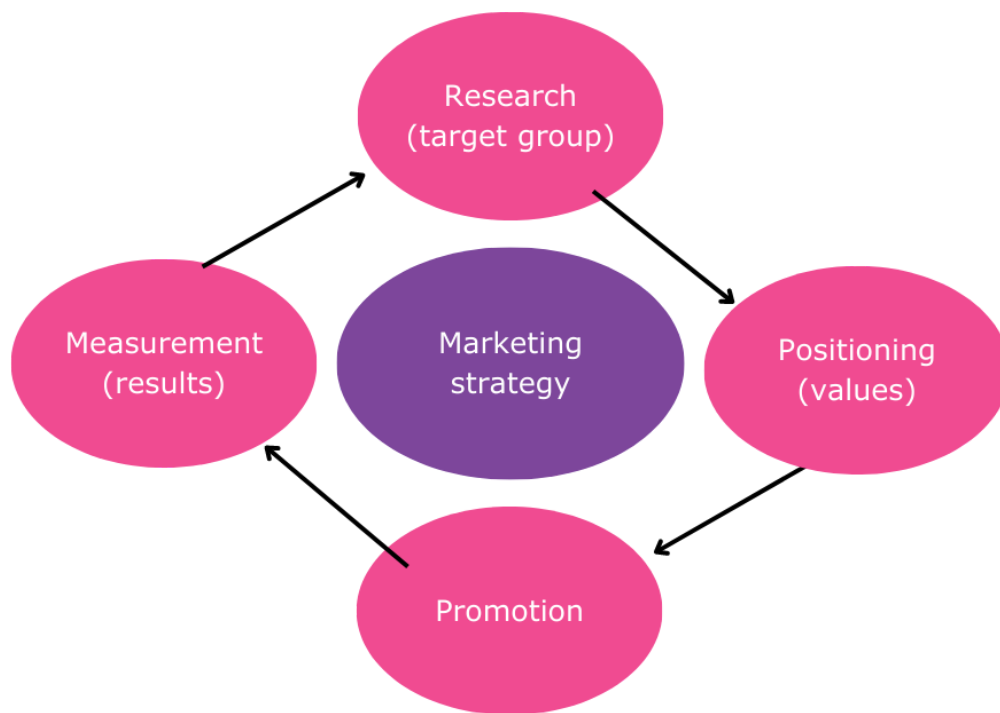 Research
(target group)
Measurement
(results)
Marketing
strategy
Positioning
(values)
Promotion